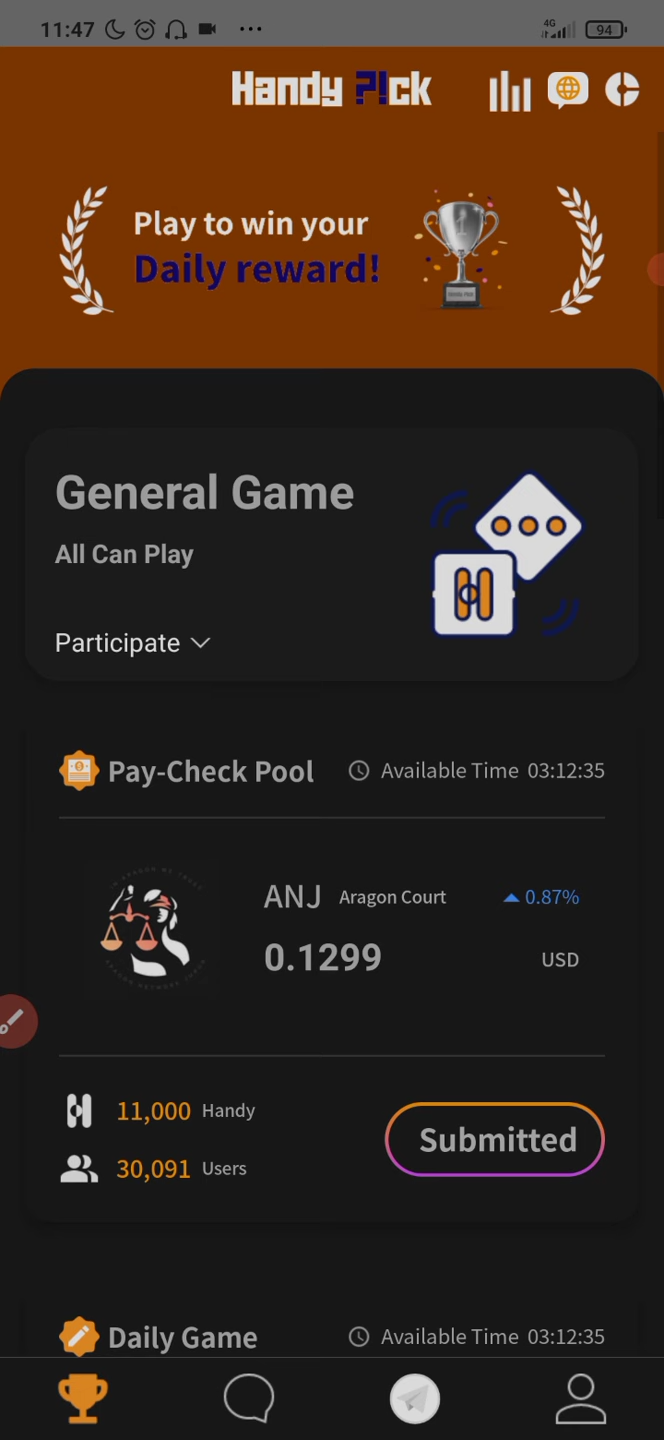 11:47
4G
94
Handy ?!ck
Play to win your
Daily reward!
1
General Game
All Can Play
Participate
Pay-Check Pool
Available Time 03:12:35
ANJ Aragon Court 0.87%
0.1299 USD
11,000 Handy
30,091 Users
Submitted
Daily Game
Available Time 03:12:35